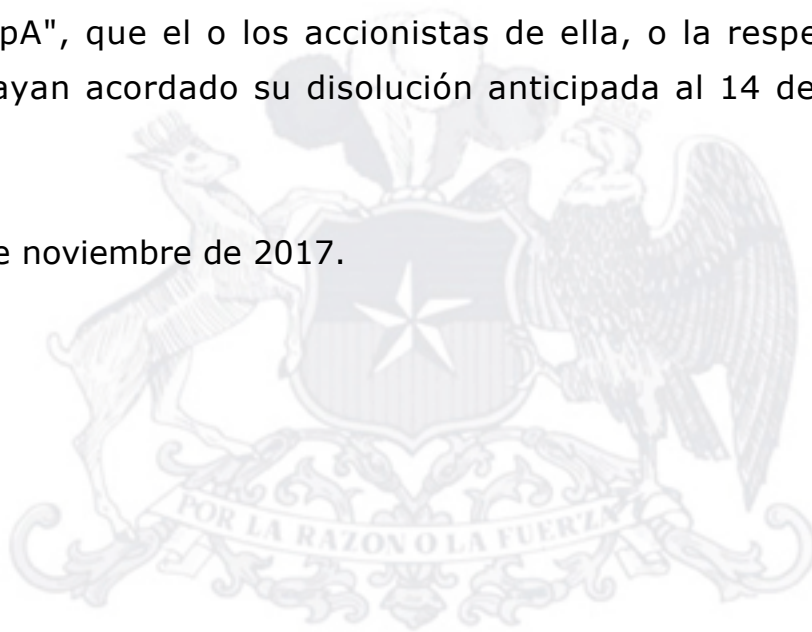 pA", que el o los accionistas de ella, o la respe
ayan acordado su disolución anticipada al 14 de
e noviembre de 2017.
POR LA RAZON O LA FUERZA